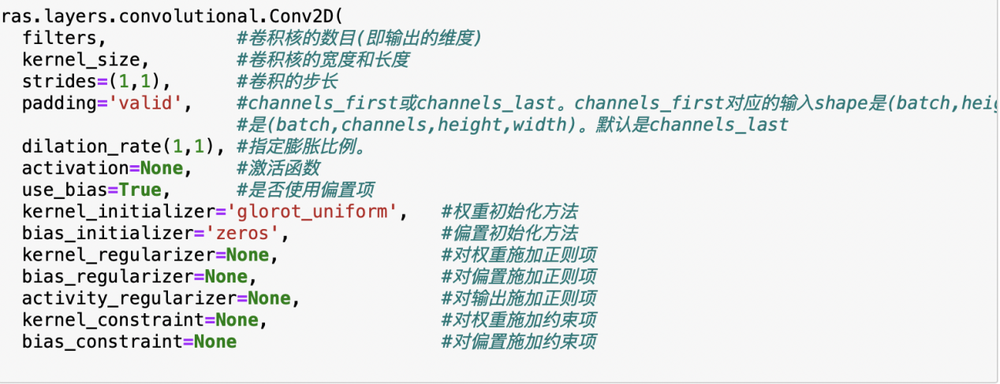 ras.layers.convolutional.Conv2D(
filters, #卷积核的数目(即输出的维度)
kernel_size, #卷积核的宽度和长度
strides=(1,1), #卷积的步长
padding='valid', #channels_first或channels_last。channels_first对应的输入shape是(batch,heig
#是(batch,channels,height,width)。默认是channels_last
dilation_rate(1,1), #指定膨胀比例。
activation=None, #激活函数
use_bias=True, #是否使用偏置项
kernel_initializer='glorot_uniform', #权重初始化方法
bias_initializer='zeros', #偏置初始化方法
kernel_regularizer=None, #对权重施加正则项
bias_regularizer=None, #对偏置施加正则项
activity_regularizer=None, #对输出施加正则项
kernel_constraint=None, #对权重施加约束项
bias_constraint=None #对偏置施加约束项